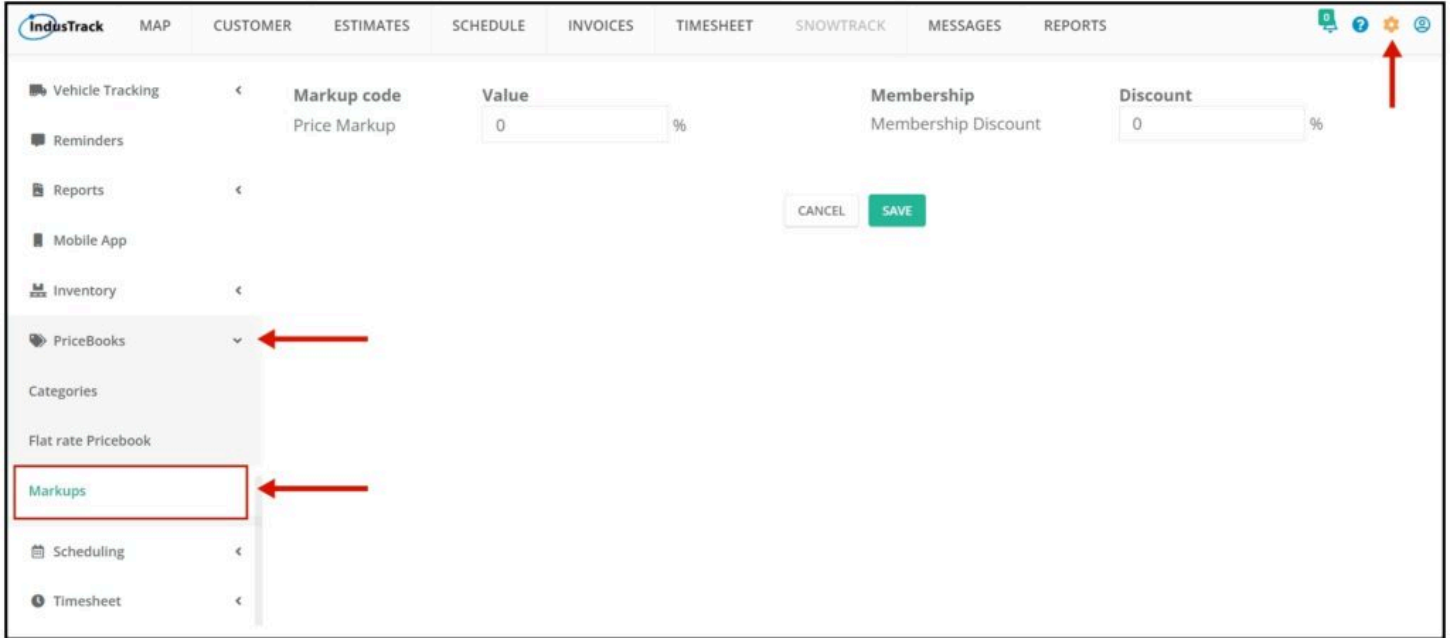 IndusTrack MAP CUSTOMER ESTIMATES SCHEDULE INVOICES TIMESHEET SNOWTRACK MESSAGES REPORTS 0 ?
Vehicle Tracking
Markup code Value Membership Discount
Price Markup 0 % Membership Discount 0 %
Reminders
Reports
CANCEL SAVE
Mobile App
Inventory
PriceBooks
Categories
Flat rate Pricebook
Markups
Scheduling
Timesheet